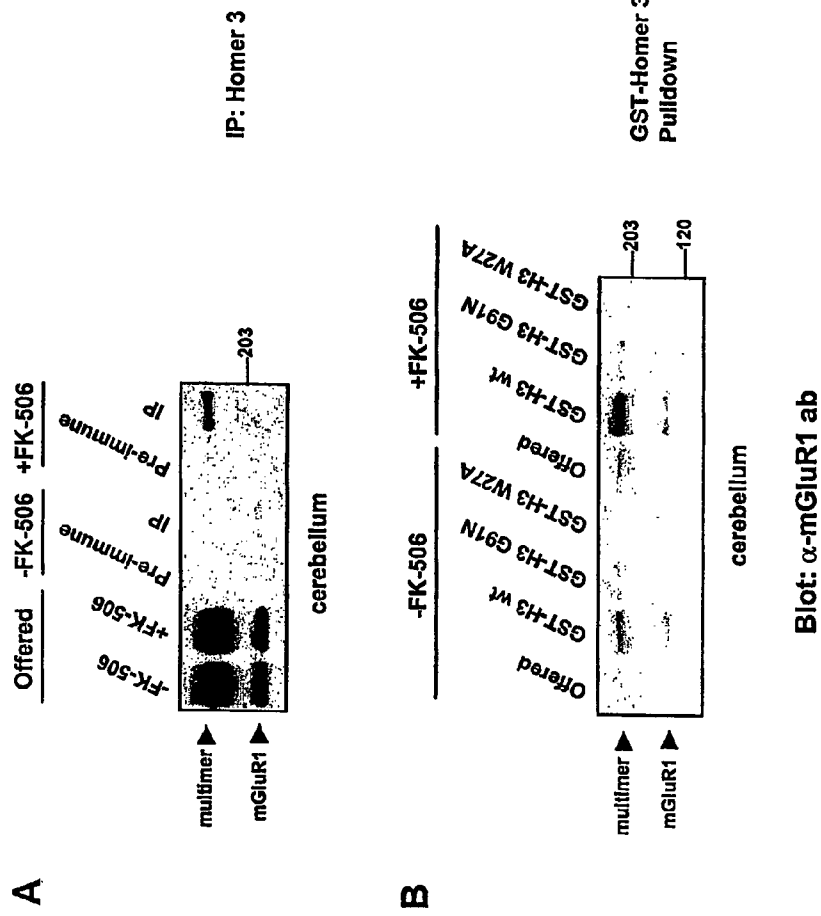 A
Offered
-FK-506
+FK-506
-FK-506
+FK-506
Pre-immune
IP
Pre-immune
IP
multimer
mGluR1
203
IP: Homer 3
cerebellum
B
-FK-506
+FK-506
Offered
GST-H3 wt
GST-H3 G91N
GST-H3 W27A
Offered
GST-H3 wt
GST-H3 G91N
GST-H3 W27A
multimer
mGluR1
203
120
GST-Homer 3
Pulldown
cerebellum
Blot: α-mGluR1 ab